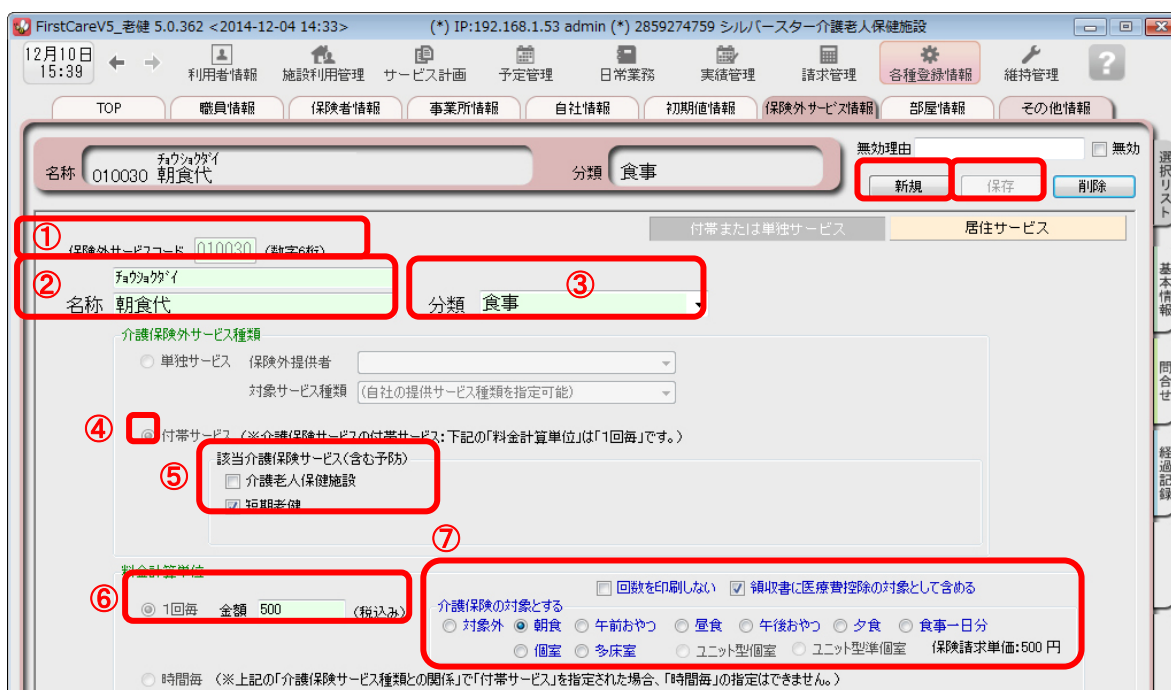 FirstCareV5_老健 5.0.362 <2014-12-04 14:33> (*) IP:192.168.1.53 admin (*) 2859274759 シルバースター介護老人保健施設
12月10日
15:39
利用者情報 施設利用管理 サービス計画 予定管理 日常業務 実績管理 請求管理 各種登録情報 維持管理 ?
TOP 職員情報 保険者情報 事業所情報 自社情報 初期値情報 保険外サービス情報 部屋情報 その他情報
無効理由 無効
チョウショクダイ
名称 010030 朝食代 分類 食事
新規 保存 削除
選択リスト
基本情報
問合せ
経過記録
付帯または単独サービス 居住サービス
①
保険外サービスコード 010030 (数字6桁)
②
チョウショクダイ
名称 朝食代
③
分類 食事
介護保険外サービス種類
単独サービス 保険外提供者
対象サービス種類 (自社の提供サービス種類を指定可能)
④
付帯サービス (※介護保険サービスの付帯サービス:下記の「料金計算単位」は「1回毎」です。)
⑤
該当介護保険サービス(含む予防)
介護老人保健施設
短期老健
⑦
料金計算単位
⑥
1回毎 金額 500 (税込み)
回数を印刷しない 領収書に医療費控除の対象として含める
介護保険の対象とする
対象外 朝食 午前おやつ 昼食 午後おやつ 夕食 食事一日分
個室 多床室 ユニット型個室 ユニット型準個室 保険請求単価:500 円
時間毎 (※上記の「介護保険サービス種類との関係」で「付帯サービス」を指定された場合、「時間毎」の指定はできません。)